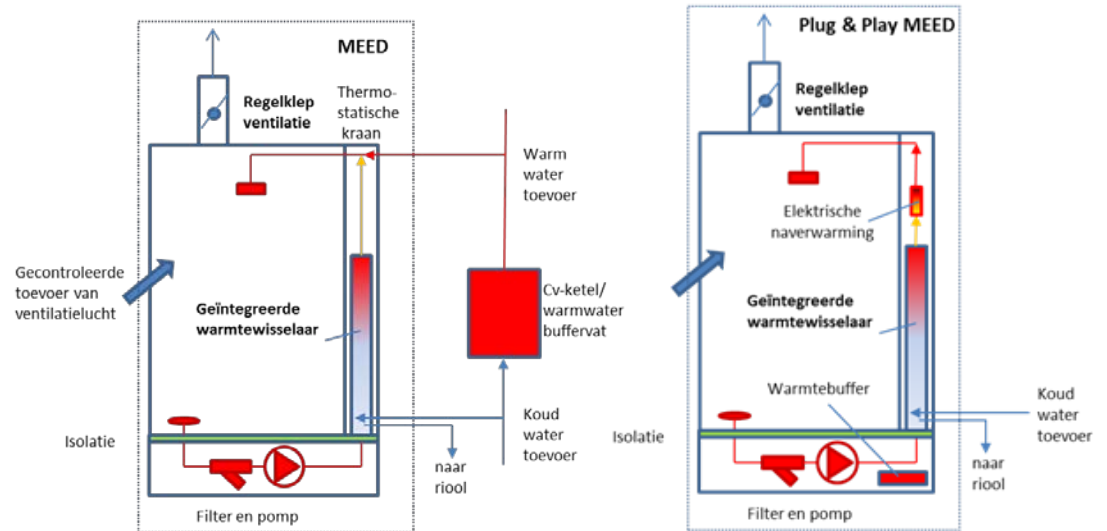 MEED
Regelklep
ventilatie
Thermo-
statische
kraan
Warm
water
toevoer
Gecontroleerde
toevoer van
ventilatielucht
Geïntegreerde
warmtewisselaar
Cv-ketel/
warmwater
buffervat
Koud
water
toevoer
Isolatie
naar
riool
Filter en pomp
Plug & Play MEED
Regelklep
ventilatie
Elektrische
naverwarming
Geïntegreerde
warmtewisselaar
Warmtebuffer
Koud
water
toevoer
Isolatie
naar
riool
Filter en pomp